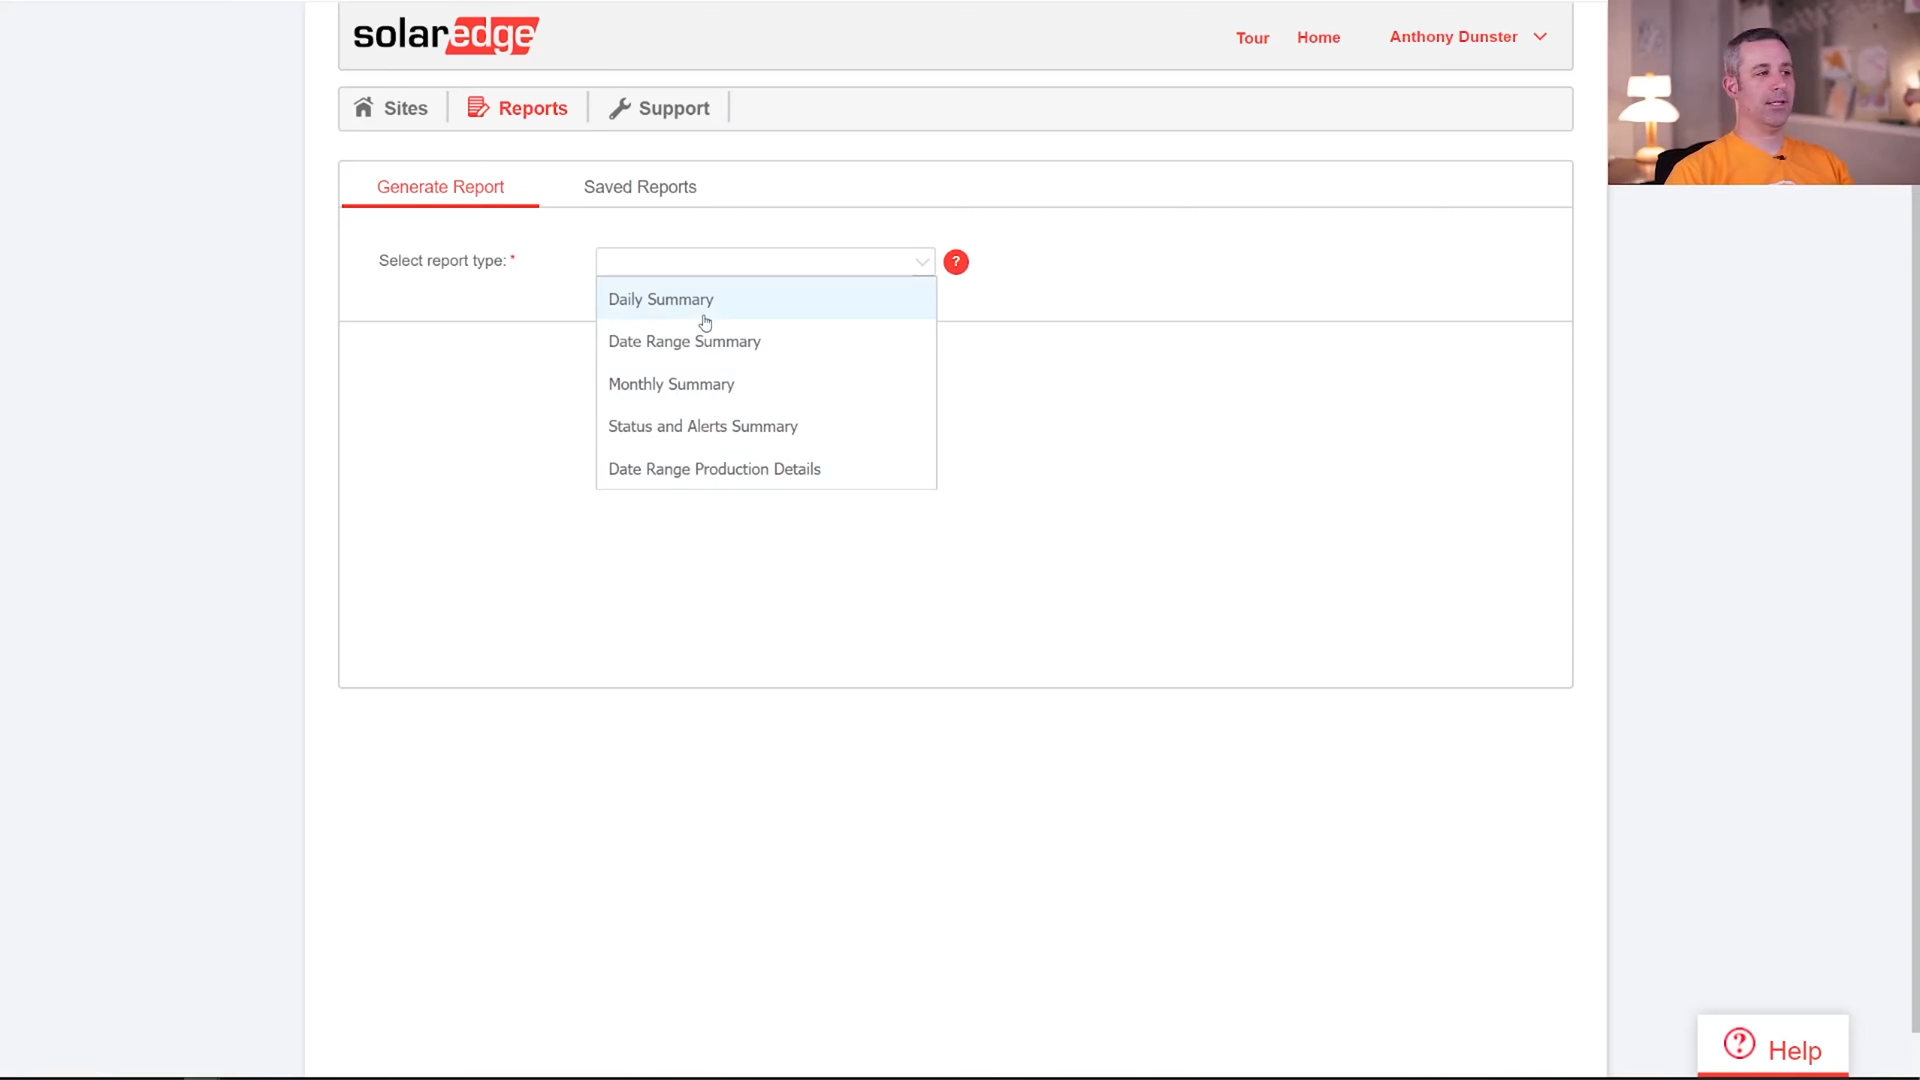 solaredge
Tour Home Anthony Dunster
Sites Reports Support
Generate Report Saved Reports
Select report type: * ?
Daily Summary
Date Range Summary
Monthly Summary
Status and Alerts Summary
Date Range Production Details
? Help